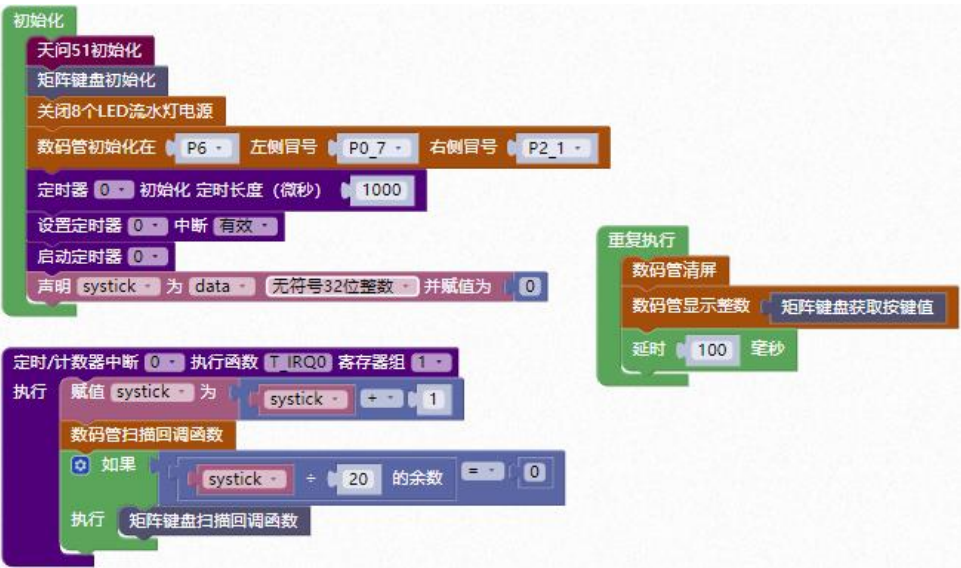 初始化
天问51初始化
矩阵键盘初始化
关闭8个LED流水灯电源
数码管初始化在 P6 左侧冒号 P0_7 右侧冒号 P2_1
定时器 0 初始化 定时长度（微秒） 1000
设置定时器 0 中断 有效
启动定时器 0
声明 systick 为 data 无符号32位整数 并赋值为 0
重复执行
数码管清屏
数码管显示整数 矩阵键盘获取按键值
延时 100 毫秒
定时/计数器中断 0 执行函数 T_IRQ0 寄存器组 1
执行 赋值 systick 为 systick + 1
数码管扫描回调函数
如果 systick ÷ 20 的余数 = 0
执行 矩阵键盘扫描回调函数